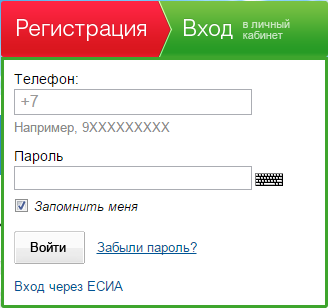 Регистрация
Вход
в личный
кабинет
Телефон:
+7
Например, 9XXXXXXXXX
Пароль
Запомнить меня
Войти
Забыли пароль?
Вход через ЕСИА